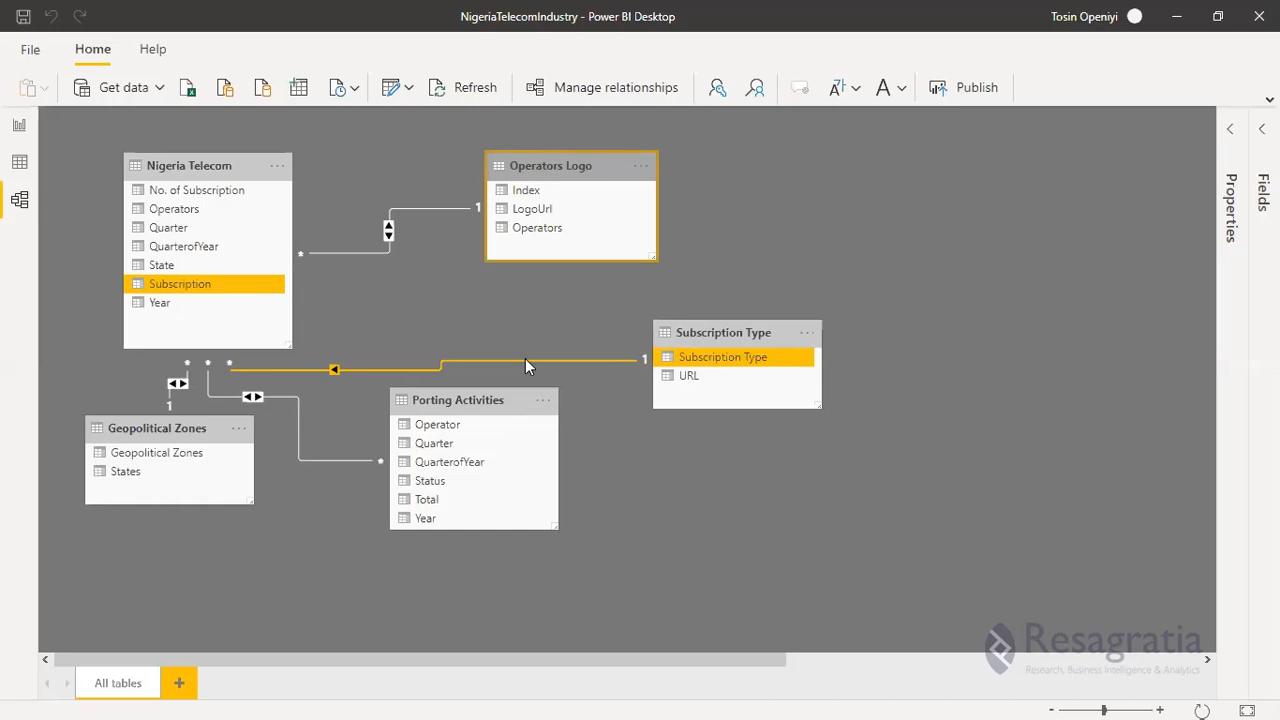 NigeriaTelecomIndustry - Power BI Desktop
Tosin Openiyi
File
Home
Help
Get data
Refresh
Manage relationships
A
Publish
Nigeria Telecom
No. of Subscription
Operators
Quarter
QuarterofYear
State
Subscription
Year
Operators Logo
Index
LogoUrl
Operators
1
*
Subscription Type
Subscription Type
URL
1
* * *
1
*
Geopolitical Zones
Geopolitical Zones
States
Porting Activities
Operator
Quarter
QuarterofYear
Status
Total
Year
Properties
Fields
Resagratia
Research, Business Intelligence & Analytics
All tables
+
- +